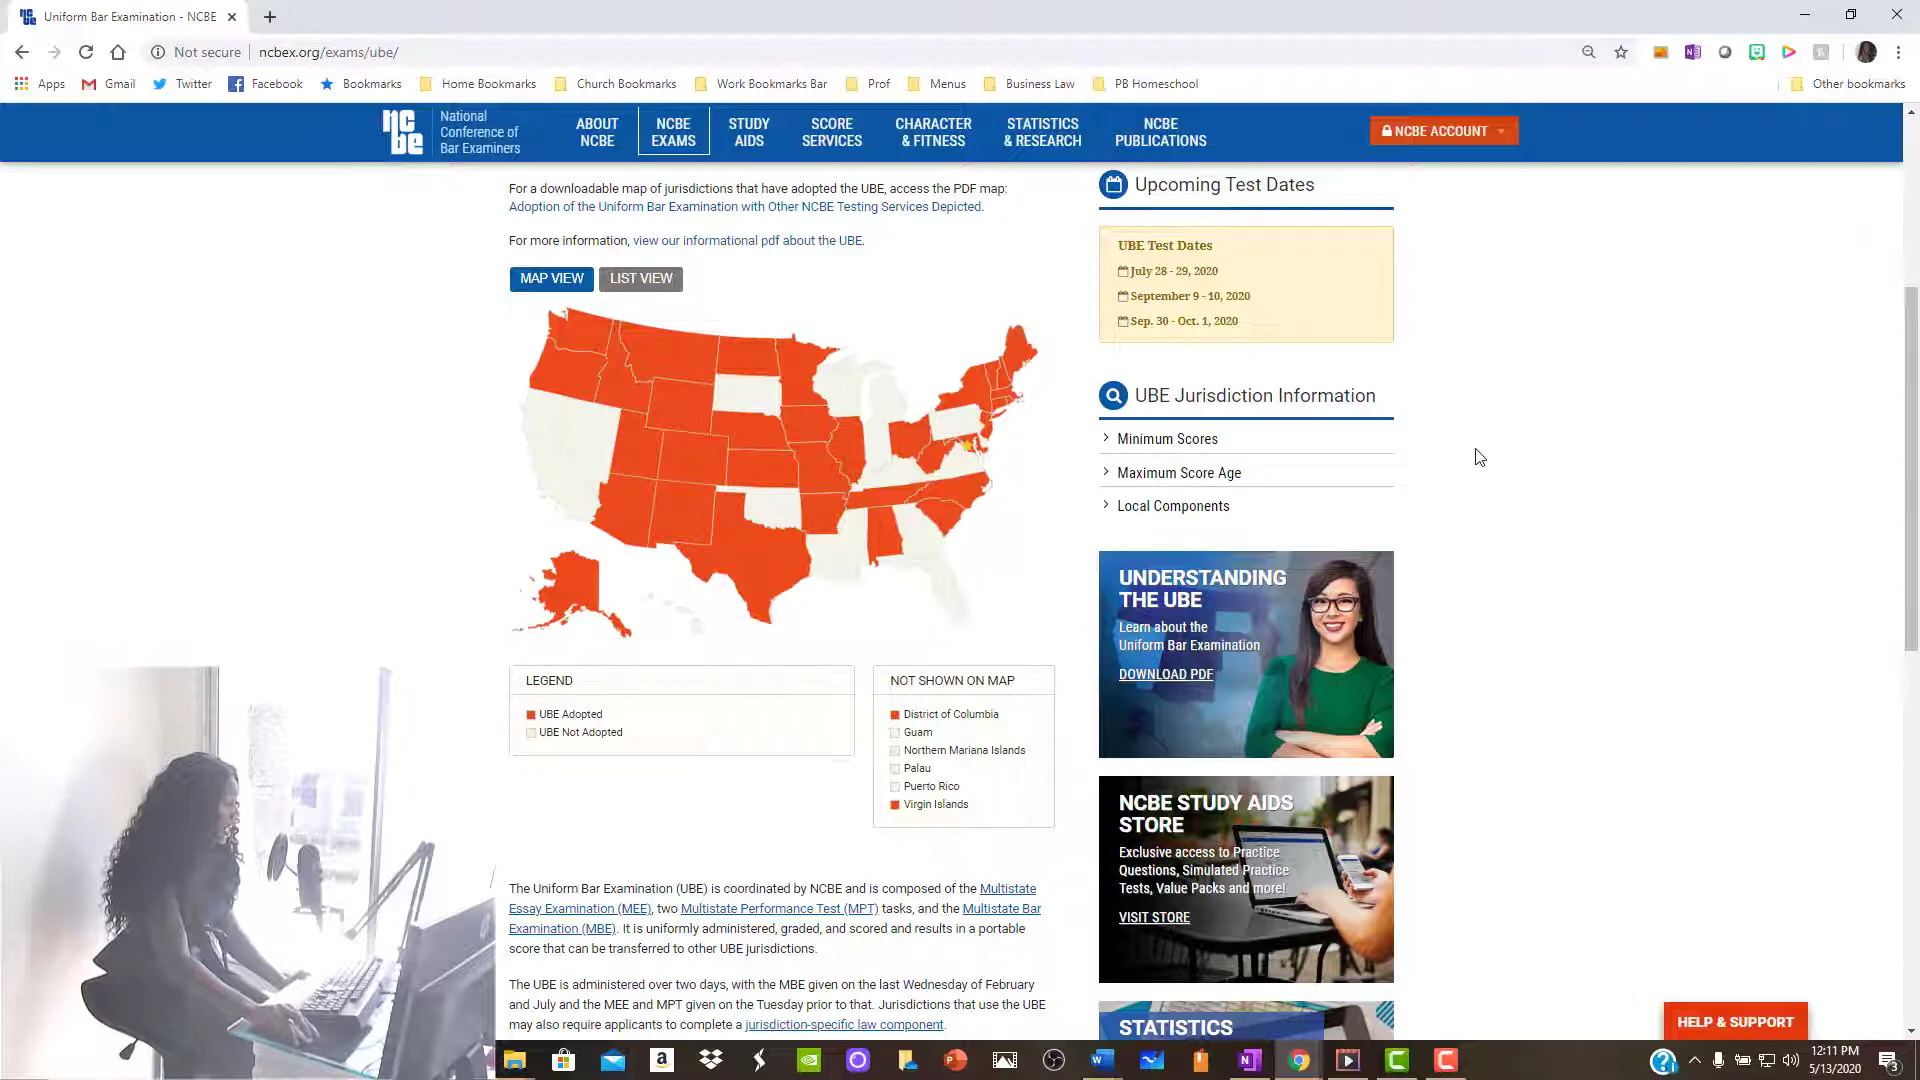 Uniform Bar Examination - NCBE
Not secure | ncbex.org/exams/ube/
Apps Gmail Twitter Facebook Bookmarks Home Bookmarks Church Bookmarks Work Bookmarks Bar Prof Menus Business Law PB Homeschool Other bookmarks
ncbe
National
Conference of
Bar Examiners
ABOUT
NCBE
NCBE
EXAMS
STUDY
AIDS
SCORE
SERVICES
CHARACTER
& FITNESS
STATISTICS
& RESEARCH
NCBE
PUBLICATIONS
NCBE ACCOUNT
For a downloadable map of jurisdictions that have adopted the UBE, access the PDF map:
Adoption of the Uniform Bar Examination with Other NCBE Testing Services Depicted.
For more information, view our informational pdf about the UBE.
MAP VIEW LIST VIEW
LEGEND
UBE Adopted
UBE Not Adopted
NOT SHOWN ON MAP
District of Columbia
Guam
Northern Mariana Islands
Palau
Puerto Rico
Virgin Islands
The Uniform Bar Examination (UBE) is coordinated by NCBE and is composed of the Multistate
Essay Examination (MEE), two Multistate Performance Test (MPT) tasks, and the Multistate Bar
Examination (MBE). It is uniformly administered, graded, and scored and results in a portable
score that can be transferred to other UBE jurisdictions.
The UBE is administered over two days, with the MBE given on the last Wednesday of February
and July and the MEE and MPT given on the Tuesday prior to that. Jurisdictions that use the UBE
may also require applicants to complete a jurisdiction-specific law component.
Upcoming Test Dates
UBE Test Dates
July 28 - 29, 2020
September 9 - 10, 2020
Sep. 30 - Oct. 1, 2020
UBE Jurisdiction Information
Minimum Scores
Maximum Score Age
Local Components
UNDERSTANDING
THE UBE
Learn about the
Uniform Bar Examination
DOWNLOAD PDF
NCBE STUDY AIDS
STORE
Exclusive access to Practice
Questions, Simulated Practice
Tests, Value Packs and more!
VISIT STORE
STATISTICS
HELP & SUPPORT
12:11 PM
5/13/2020
3